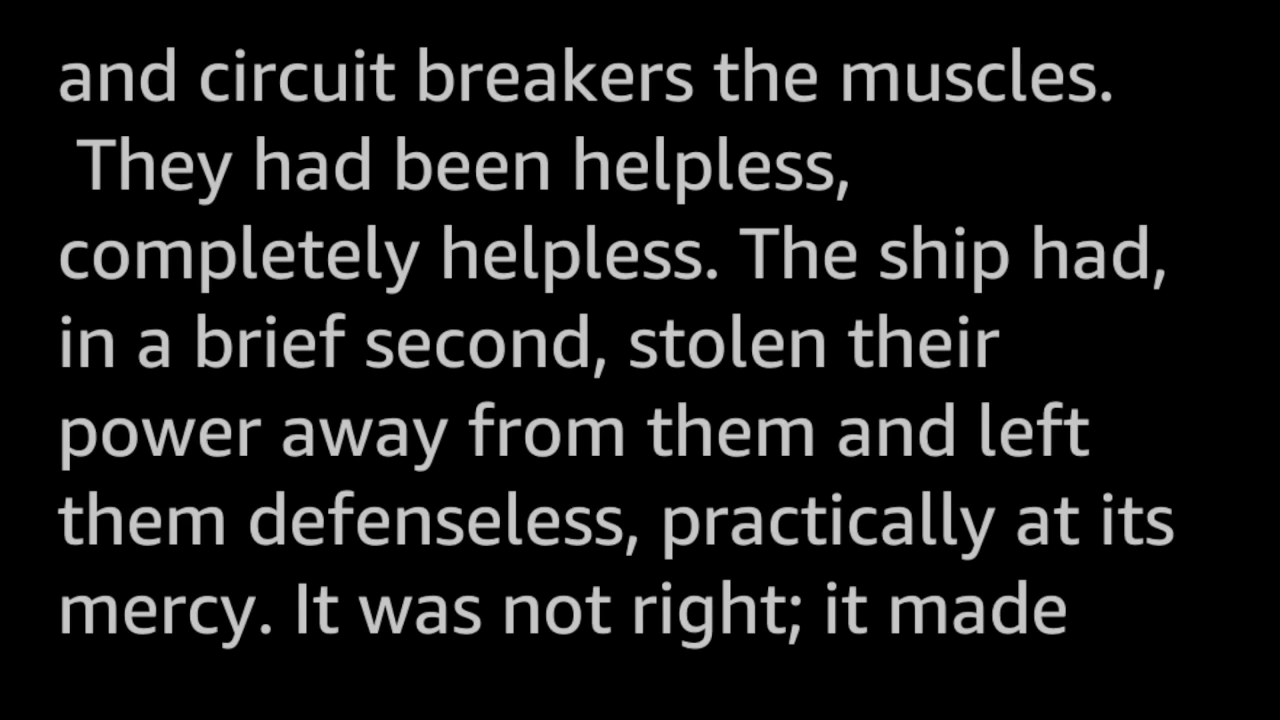 and circuit breakers the muscles.
They had been helpless,
completely helpless. The ship had,
in a brief second, stolen their
power away from them and left
them defenseless, practically at its
mercy. It was not right; it made